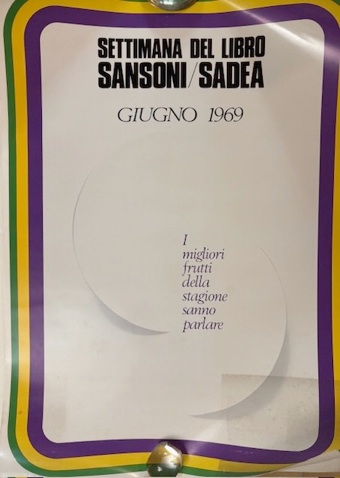 SETTIMANA DEL LIBRO
SANSONI/SADEA
GIUGNO 1969
I
migliori
frutti
della
stagione
sanno
parlare